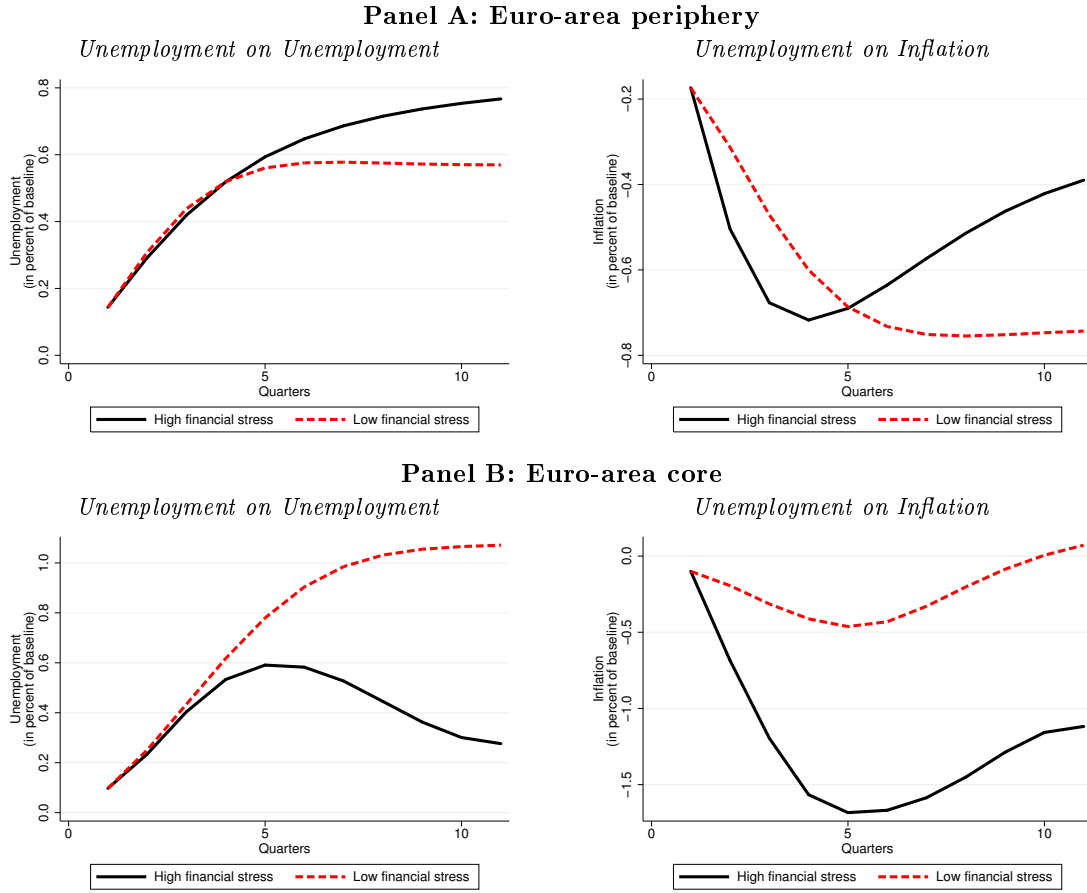 Panel A: Euro-area periphery
Unemployment on Unemployment
Unemployment
(in percent of baseline)
0.8
0.6
0.4
0.2
0.0
0
5
10
Quarters
High financial stress
Low financial stress
Unemployment on Inflation
Inflation
(in percent of baseline)
−0.2
−0.4
−0.6
−0.8
0
5
10
Quarters
High financial stress
Low financial stress
Panel B: Euro-area core
Unemployment on Unemployment
Unemployment
(in percent of baseline)
1.0
0.8
0.6
0.4
0.2
0.0
0
5
10
Quarters
High financial stress
Low financial stress
Unemployment on Inflation
Inflation
(in percent of baseline)
0.0
−0.5
−1.0
−1.5
0
5
10
Quarters
High financial stress
Low financial stress